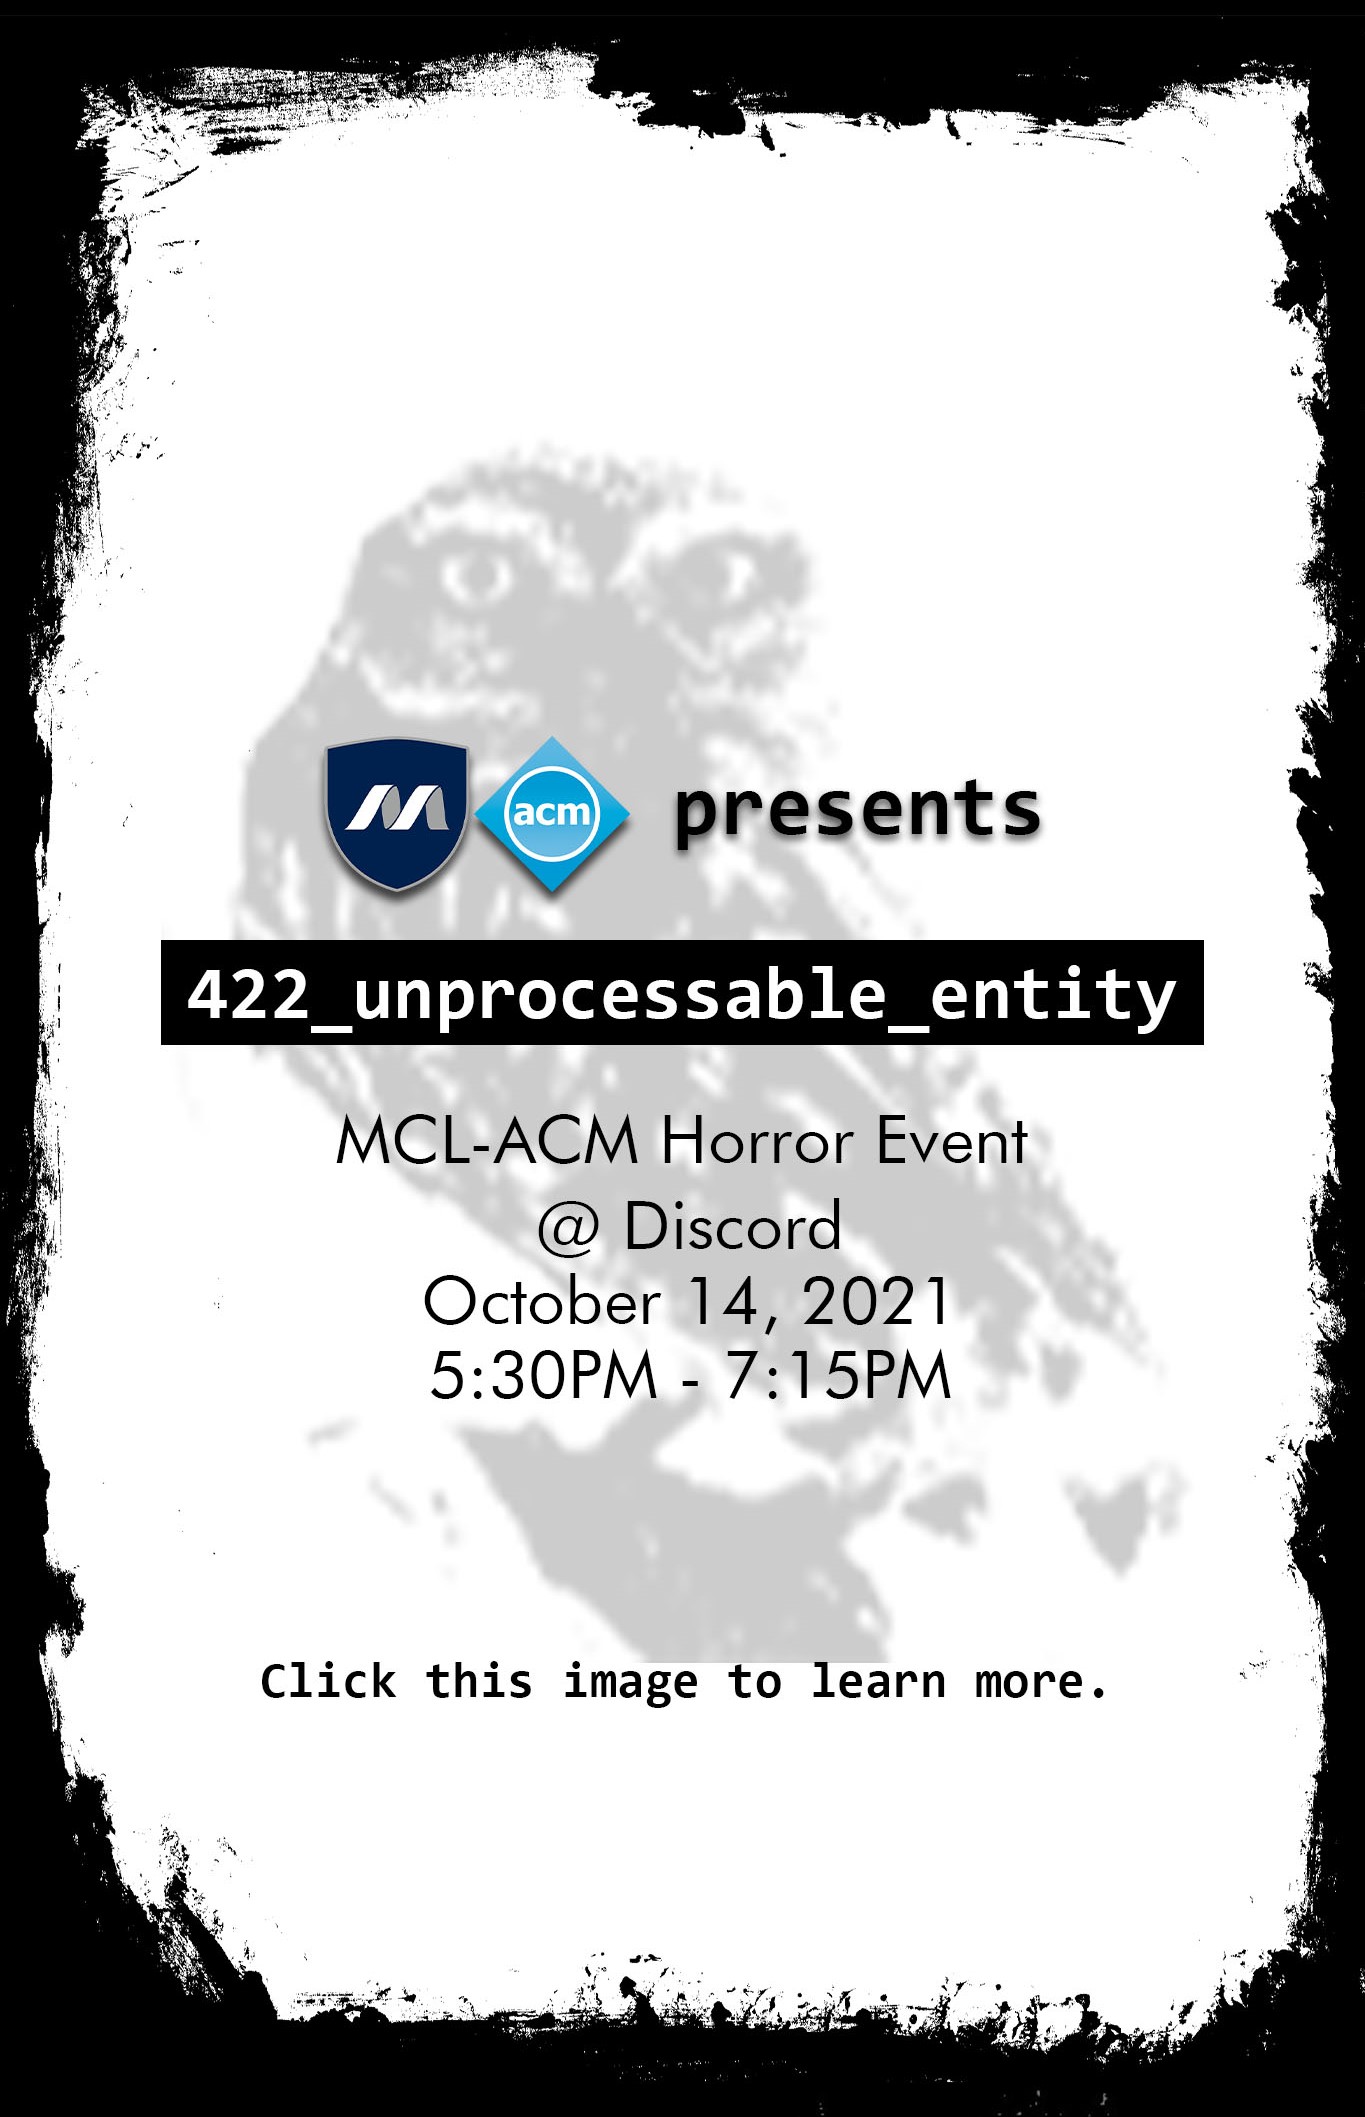 acm presents
422_unprocessable_entity
MCL-ACM Horror Event
@ Discord
October 14, 2021
5:30PM - 7:15PM
Click this image to learn more.